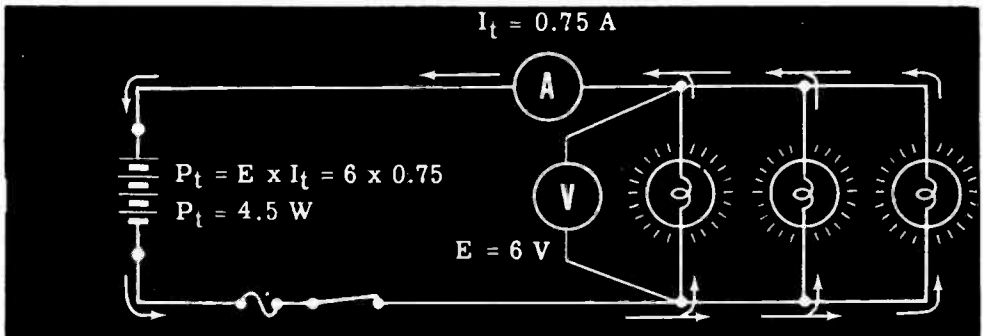 I_t = 0.75 A
A
P_t = E x I_t = 6 x 0.75
P_t = 4.5 W
V
E = 6 V